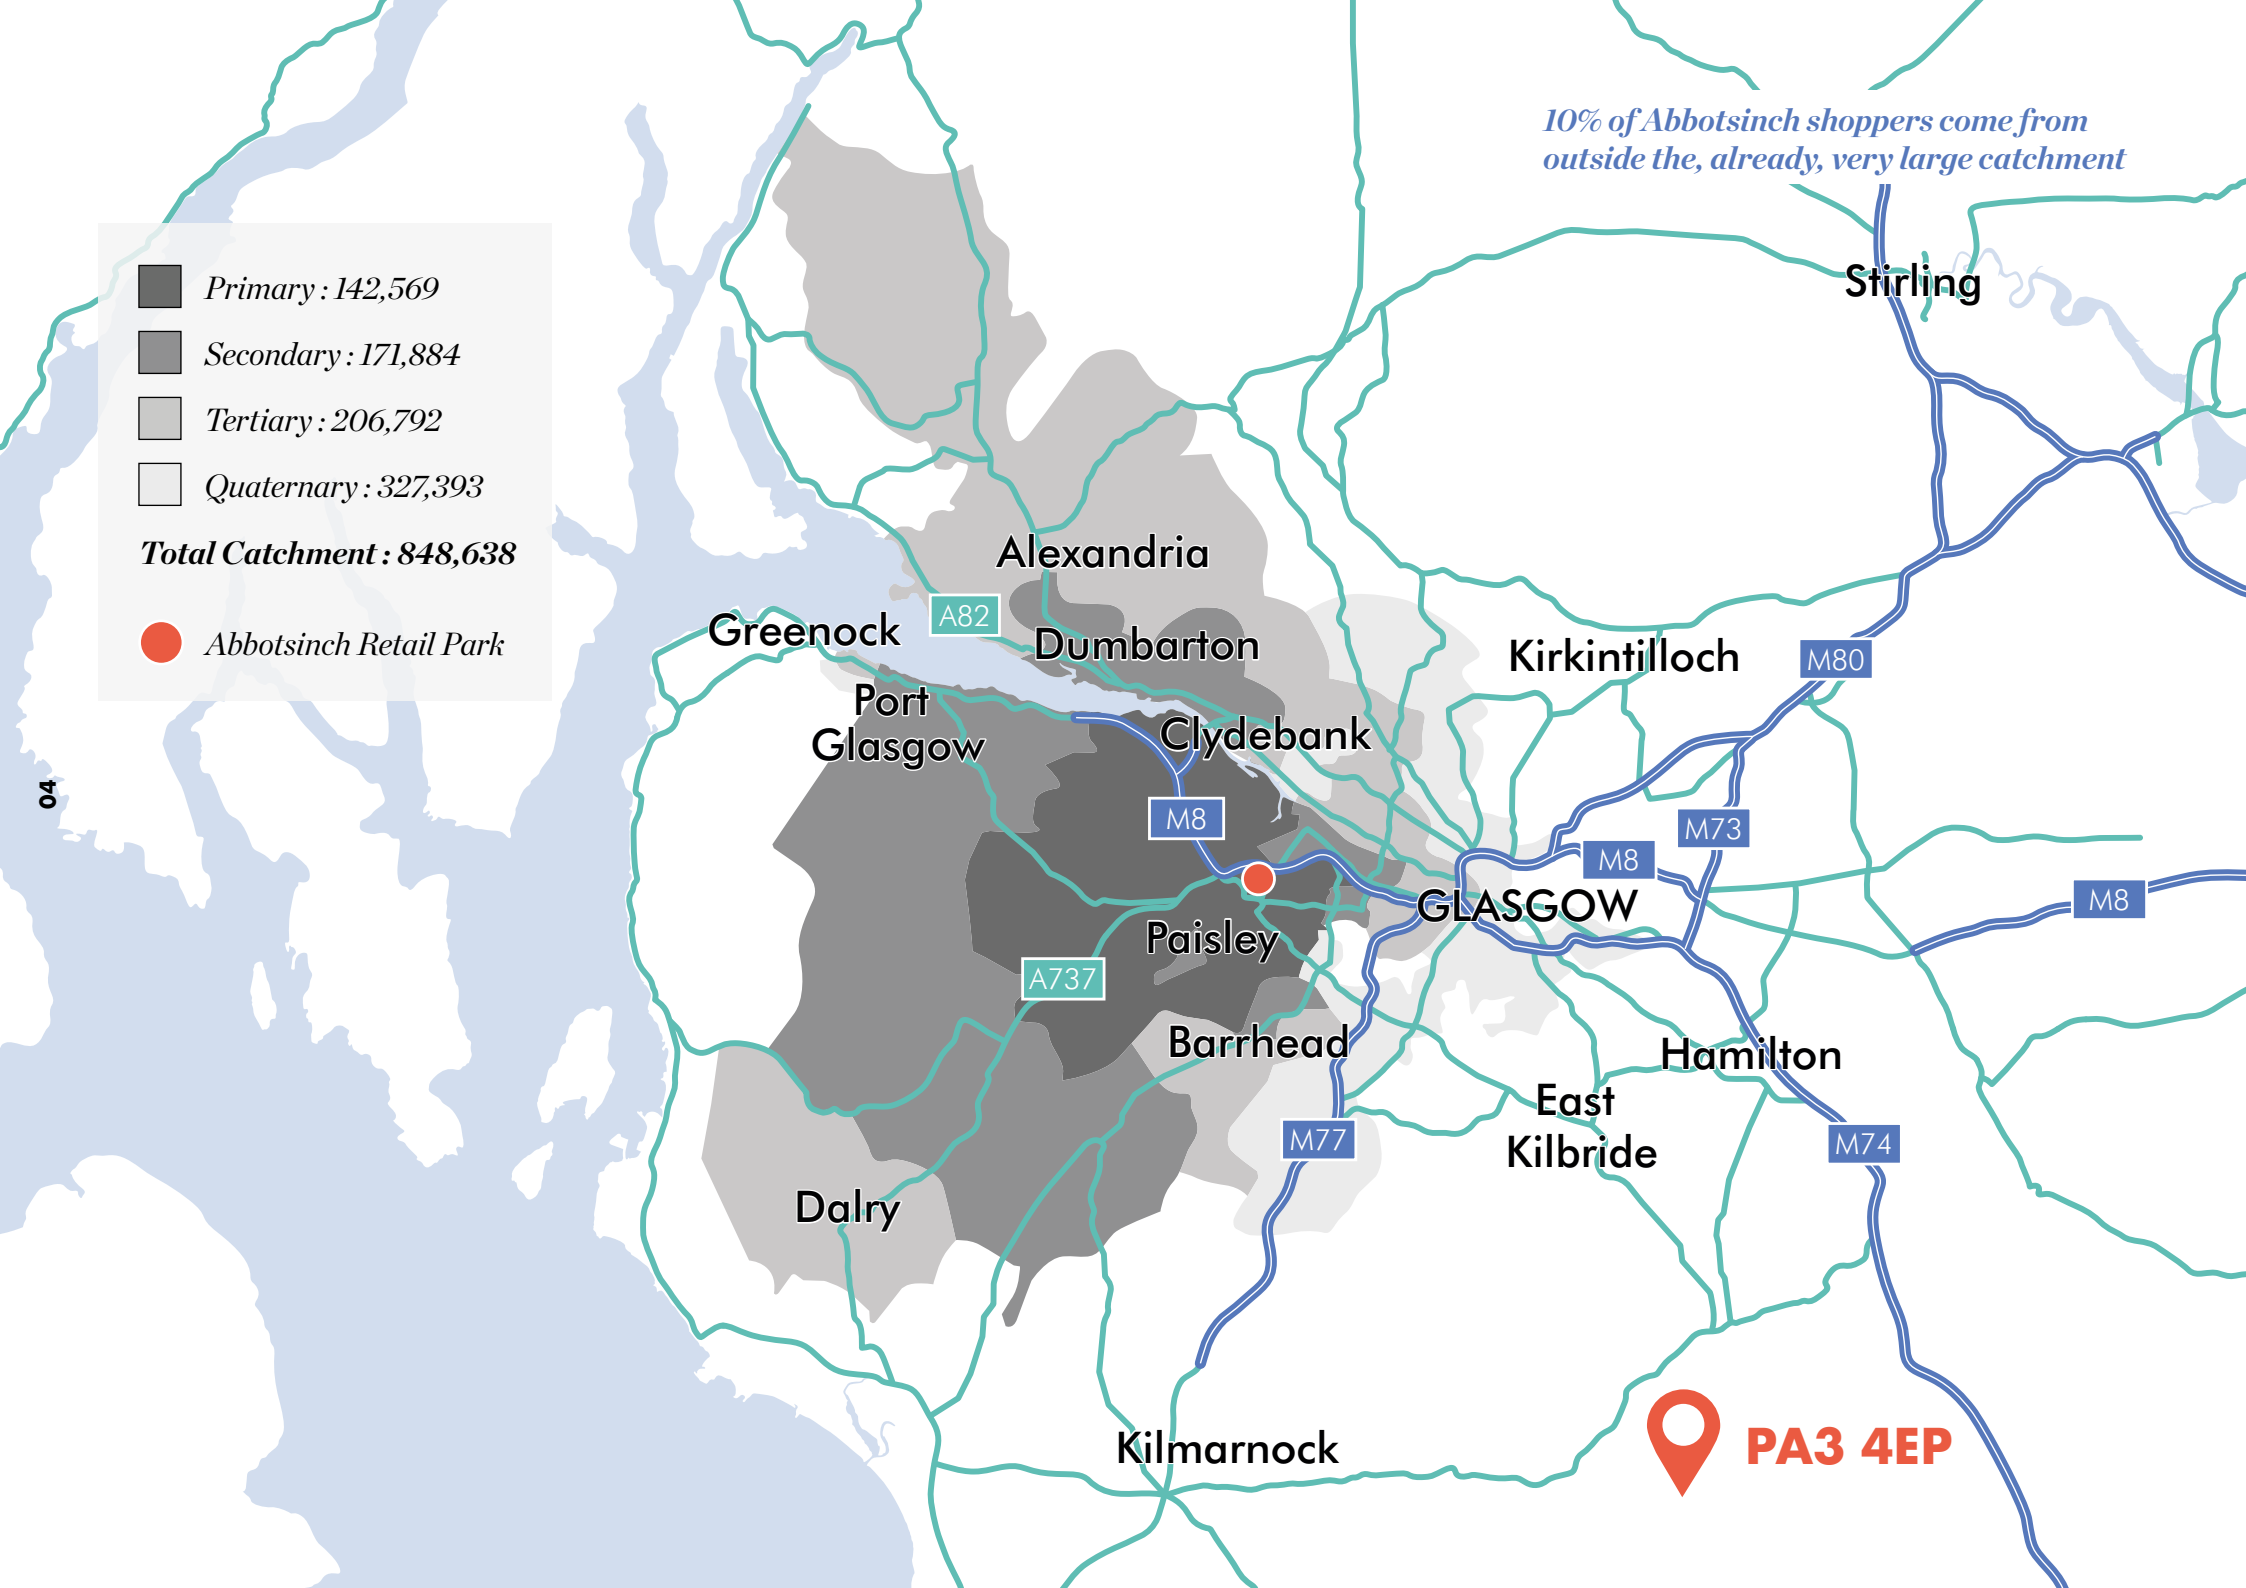 10% of Abbotsinch shoppers come from
outside the, already, very large catchment
Stirling
Primary : 142,569
Secondary : 171,884
Tertiary : 206,792
Quaternary : 327,393
Total Catchment : 848,638
Abbotsinch Retail Park
Alexandria
A82
Greenock
Dumbarton
Kirkintilloch
M80
Port
Glasgow
Clydebank
04
M8
M73
M8
M8
GLASGOW
Paisley
A737
Barrhead
Hamilton
East
Kilbride
M77
M74
Dalry
Kilmarnock
PA3 4EP